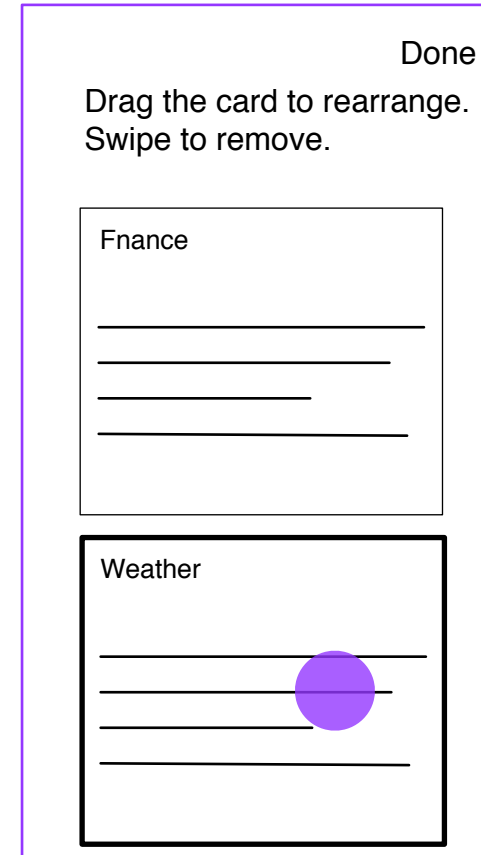 Done
Drag the card to rearrange.
Swipe to remove.
Fnance
Weather